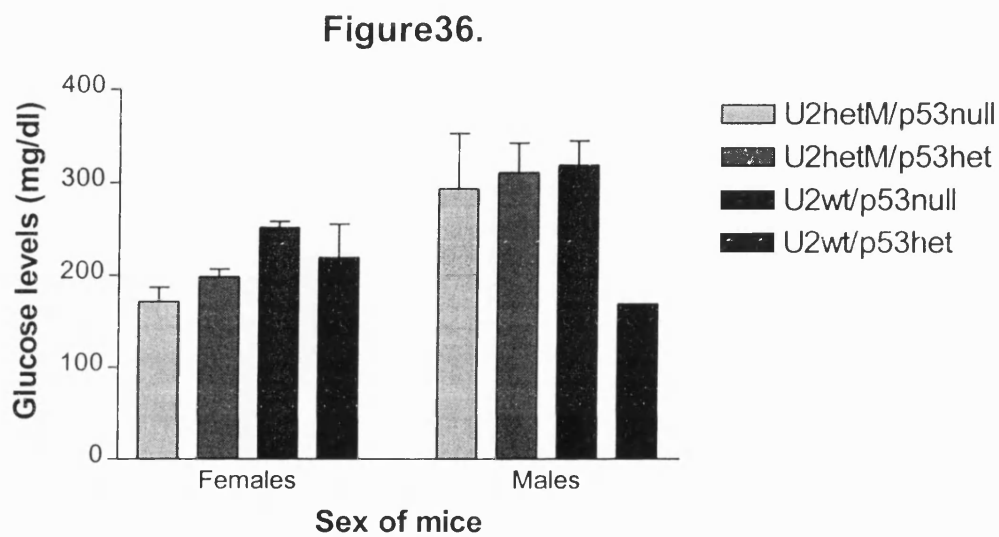 Figure36.
Glucose levels (mg/dl)
400
300
200
100
0
Females
Males
Sex of mice
U2hetM/p53null
U2hetM/p53het
U2wt/p53null
U2wt/p53het